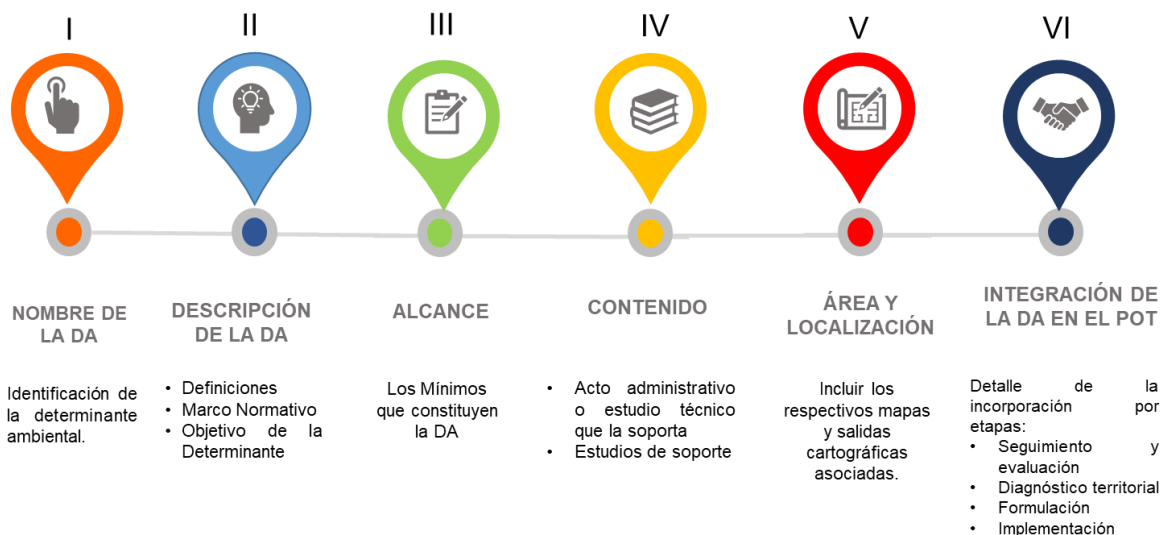 I
II
III
IV
V
VI
NOMBRE DE
LA DA
Identificación de
la determinante
ambiental.
DESCRIPCIÓN
DE LA DA
• Definiciones
• Marco Normativo
• Objetivo de la
Determinante
ALCANCE
Los Mínimos
que constituyen
la DA
CONTENIDO
• Acto administrativo
o estudio técnico
que la soporta
• Estudios de soporte
ÁREA Y
LOCALIZACIÓN
Incluir los
respectivos mapas
y salidas
cartográficas
asociadas.
INTEGRACIÓN DE
LA DA EN EL POT
Detalle de la
incorporación por
etapas:
• Seguimiento y
evaluación
• Diagnóstico territorial
• Formulación
• Implementación